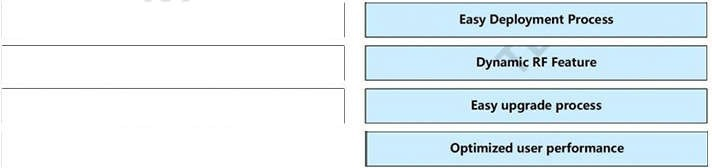 Easy Deployment Process
Dynamic RF Feature
Easy upgrade process
Optimized user performance